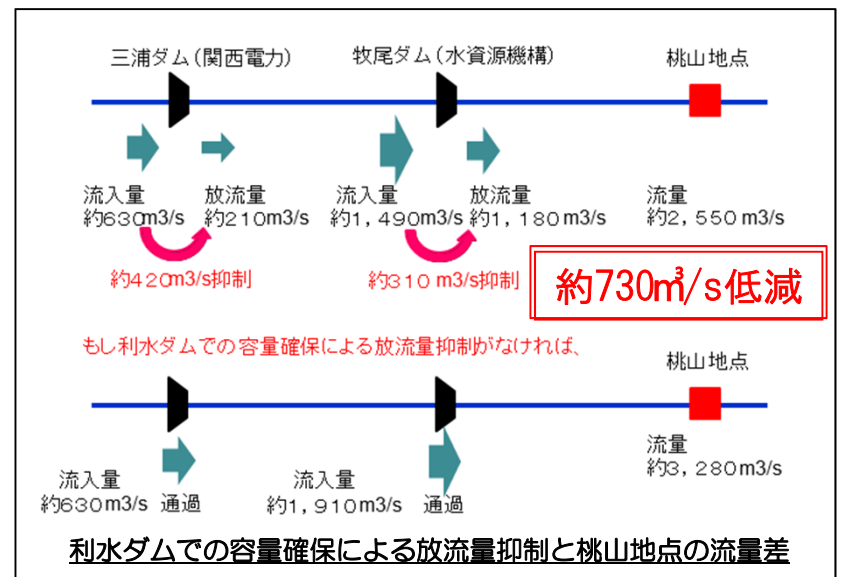 三浦ダム(関西電力) 牧尾ダム(水資源機構) 桃山地点
流入量 放流量 流入量 放流量 流量
約630m3/s 約210m3/s 約1,490m3/s 約1,180m3/s 約2,550m3/s
約420m3/s抑制 約310m3/s抑制
約730㎥/s低減
もし利水ダムでの容量確保による放流量抑制がなければ、
桃山地点
流量
約3,280m3/s
流入量 流入量
約630m3/s 通過 約1,910m3/s 通過
利水ダムでの容量確保による放流量抑制と桃山地点の流量差